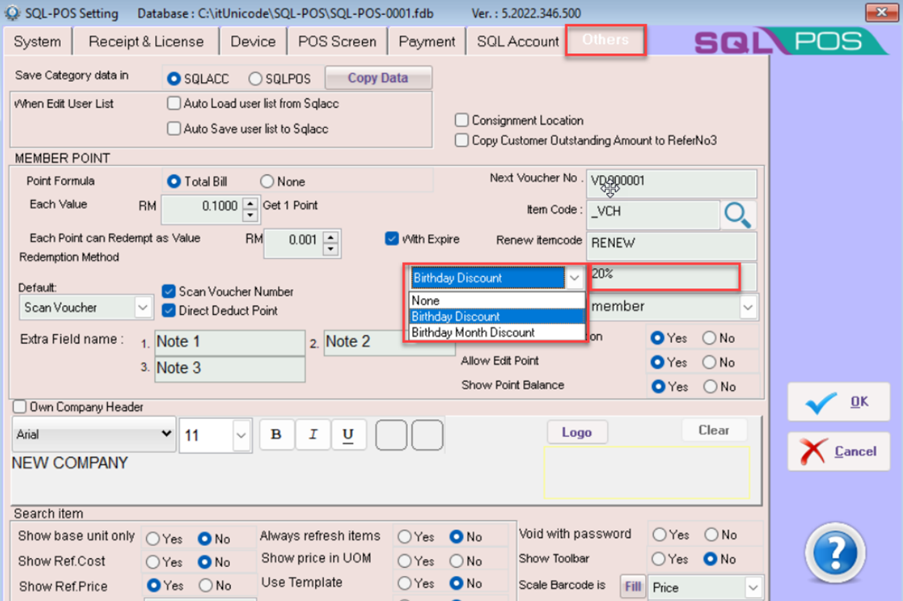 SQL-POS Setting Database : C:\itUnicode\SQL-POS\SQL-POS-0001.fdb Ver. : 5.2022.346.500
System Receipt & License Device POS Screen Payment SQL Account Others
SQL POS
Save Category data in SQLACC SQLPOS Copy Data
When Edit User List Auto Load user list from Sqlacc
Auto Save user list to Sqlacc
Consignment Location
Copy Customer Outstanding Amount to ReferNo3
MEMBER POINT
Point Formula Total Bill None Next Voucher No . VDS00001
Each Value RM 0.1000 Get 1 Point Item Code : _VCH
Each Point can Redempt as Value RM 0.001 With Expire Renew itemcode RENEW
Redemption Method
Birthday Discount 20%
Default: Scan Voucher Number None
Scan Voucher Direct Deduct Point Birthday Discount member
Birthday Month Discount
Extra Field name : 1. Note 1 2. Note 2 on Yes No
3. Note 3 Allow Edit Point Yes No
Show Point Balance Yes No
Own Company Header
Arial 11 B I U Logo Clear
NEW COMPANY
OK
Cancel
Search item
Show base unit only Yes No Always refresh items Yes No Void with password Yes No
Show Ref.Cost Yes No Show price in UOM Yes No Show Toolbar Yes No
Show Ref.Price Yes No Use Template Yes No Scale Barcode is Fill Price
?